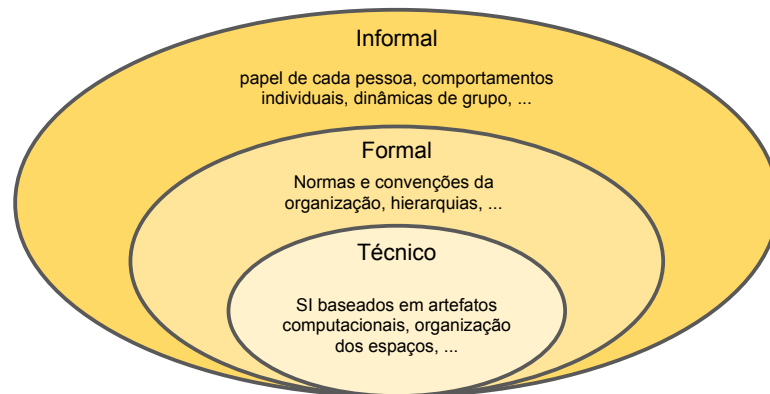 Informal
papel de cada pessoa, comportamentos
individuais, dinâmicas de grupo, ...
Formal
Normas e convenções da
organização, hierarquias, ...
Técnico
SI baseados em artefatos
computacionais, organização
dos espaços, ...